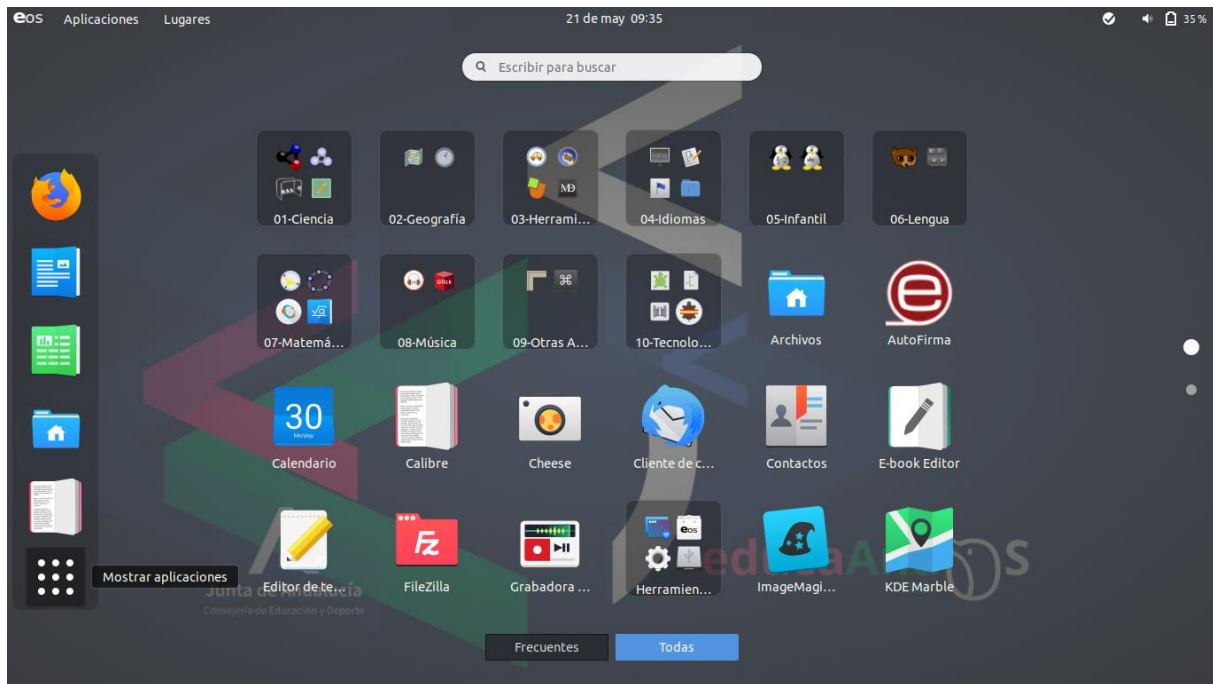 eos Aplicaciones Lugares 21 de may 09:35 35 %
Escribir para buscar
01-Ciencia 02-Geografía 03-Herrami... 04-Idiomas 05-Infantil 06-Lengua
07-Matemá... 08-Música 09-Otras A... 10-Tecnolo... Archivos AutoFirma
30
Monday
Calendario Calibre Cheese Cliente de c... Contactos E-book Editor
eos
Editor de te... FileZilla Grabadora ... Herramien... ImageMagi... KDE Marble
Mostrar aplicaciones
Junta de Andalucía
Consejería de Educación y Deporte
Frecuentes Todas